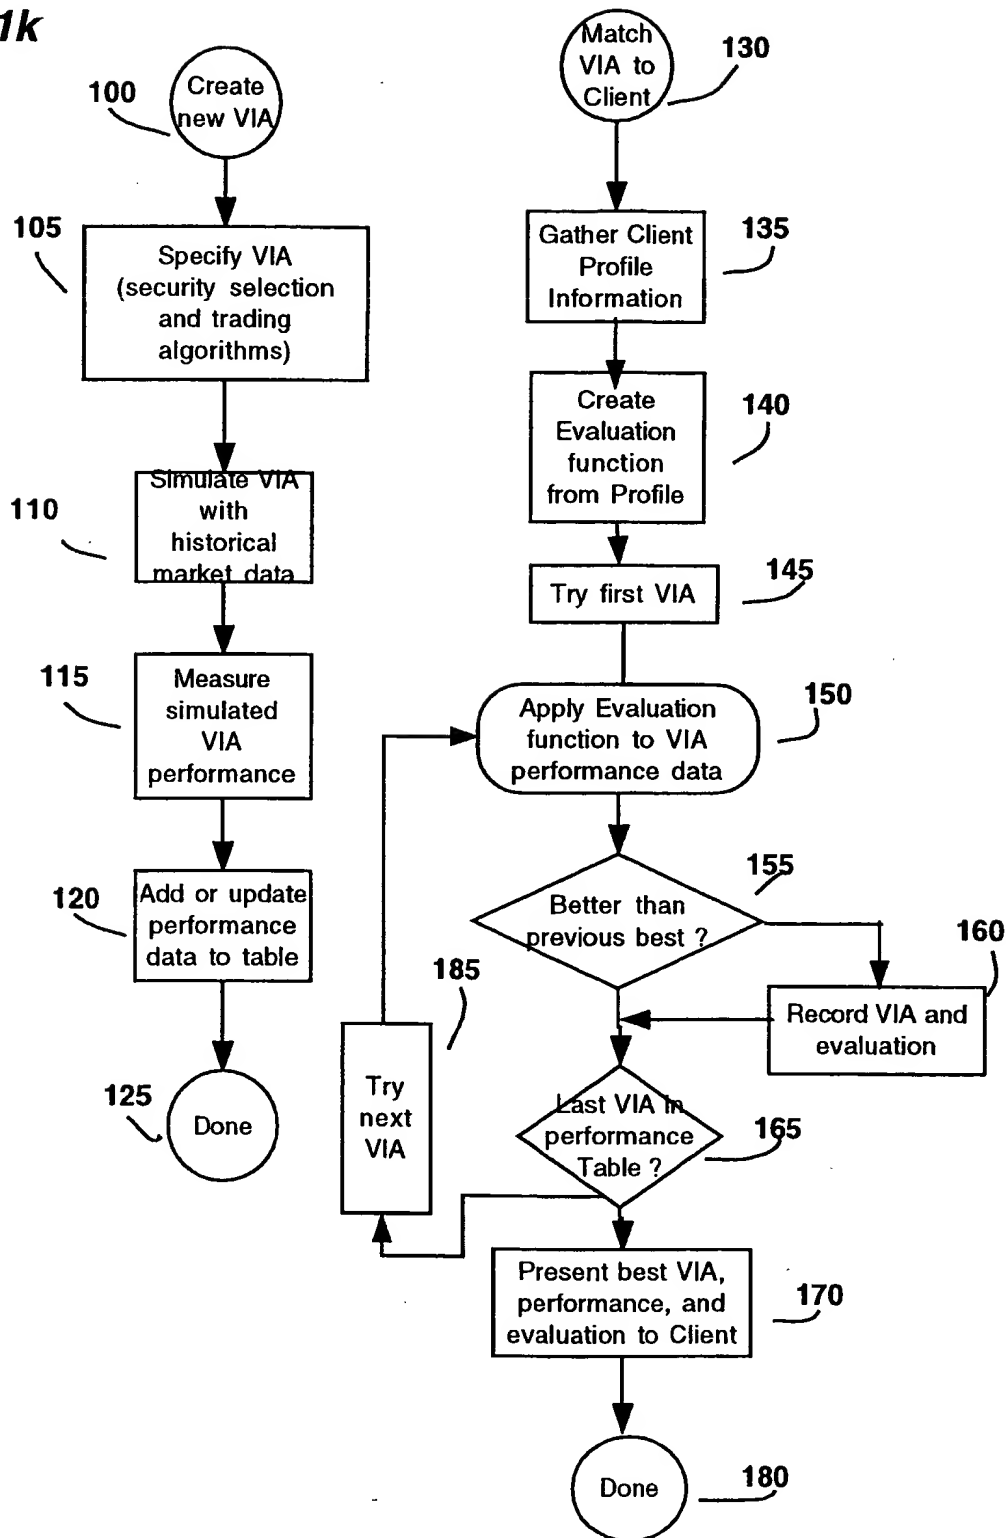 1k
100
Create
new VIA
105
Specify VIA
(security selection
and trading
algorithms)
110
Simulate VIA
with
historical
market data
115
Measure
simulated
VIA
performance
120
Add or update
performance
data to table
125
Done
Match
VIA to
Client
130
Gather Client
Profile
Information
135
Create
Evaluation
function
from Profile
140
Try first VIA
145
Apply Evaluation
function to VIA
performance data
150
Better than
previous best ?
155
Record VIA and
evaluation
160
185
Try
next
VIA
Last VIA in
performance
Table ?
165
Present best VIA,
performance, and
evaluation to Client
170
Done
180